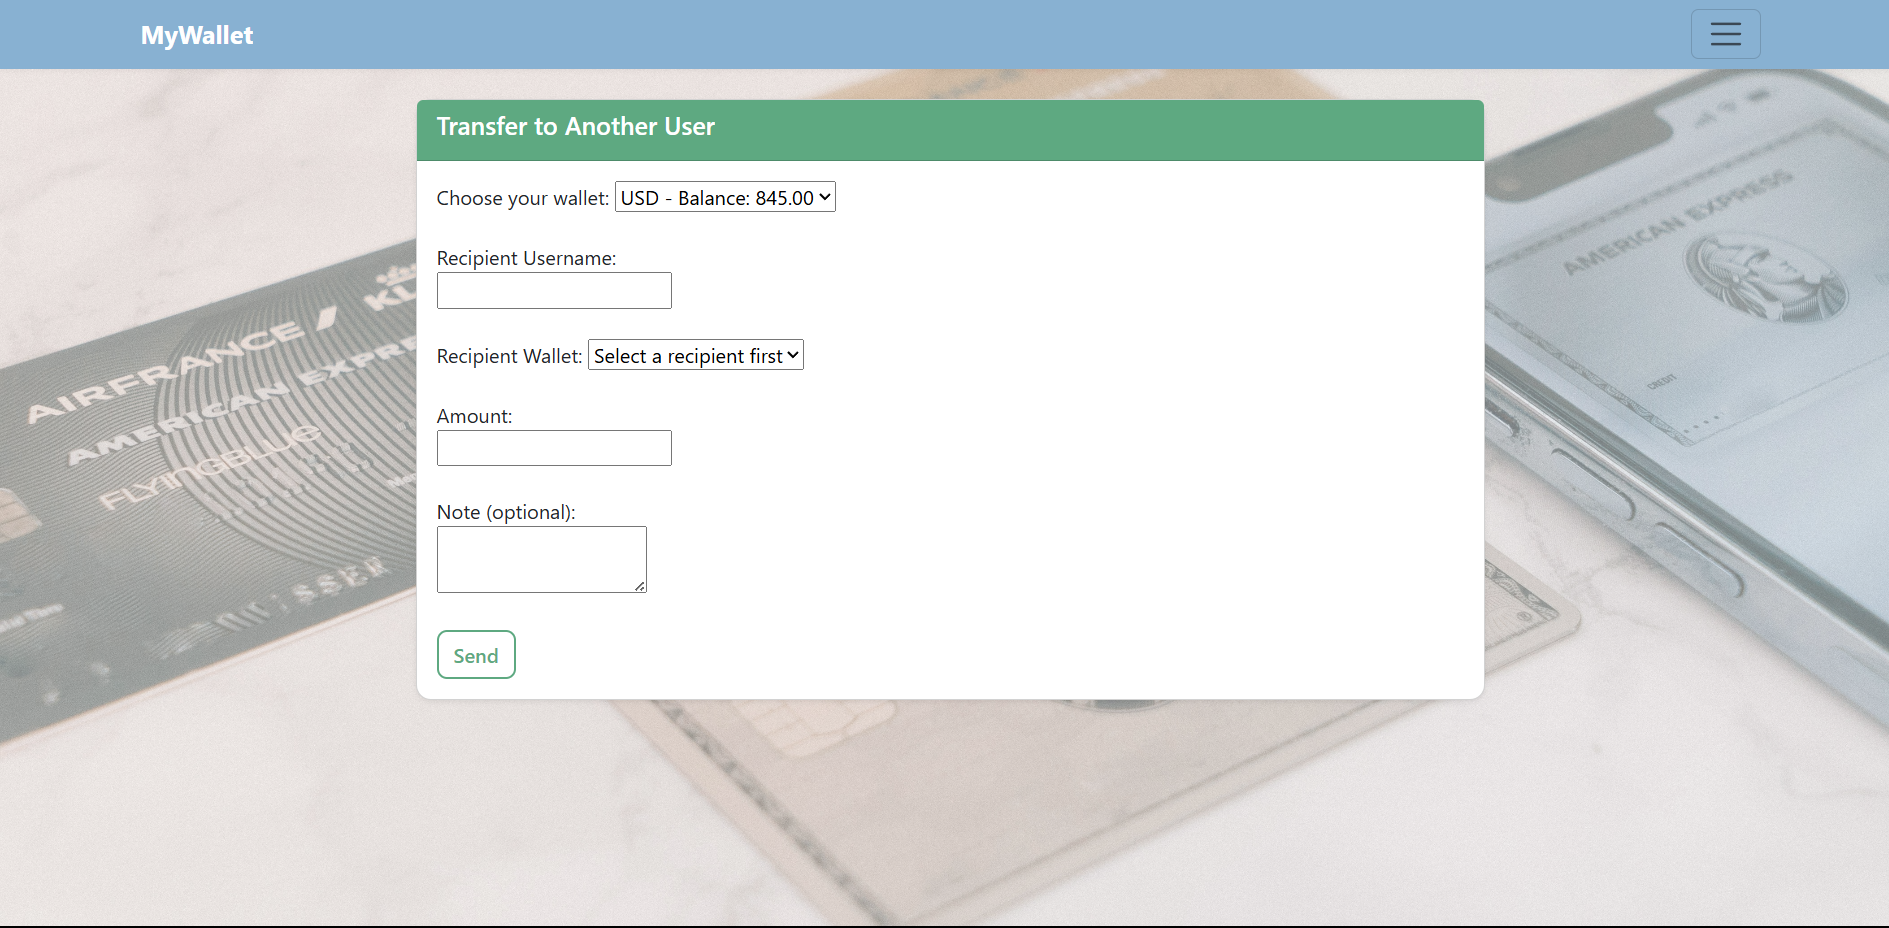 MyWallet
Transfer to Another User
Choose your wallet: USD - Balance: 845.00
Recipient Username:
Recipient Wallet: Select a recipient first
Amount:
Note (optional):
Send
AIRFRANCE KL
AMERICAN EXPRE
FLYINGBLUE
AMERICAN EXPRESS
CREDIT